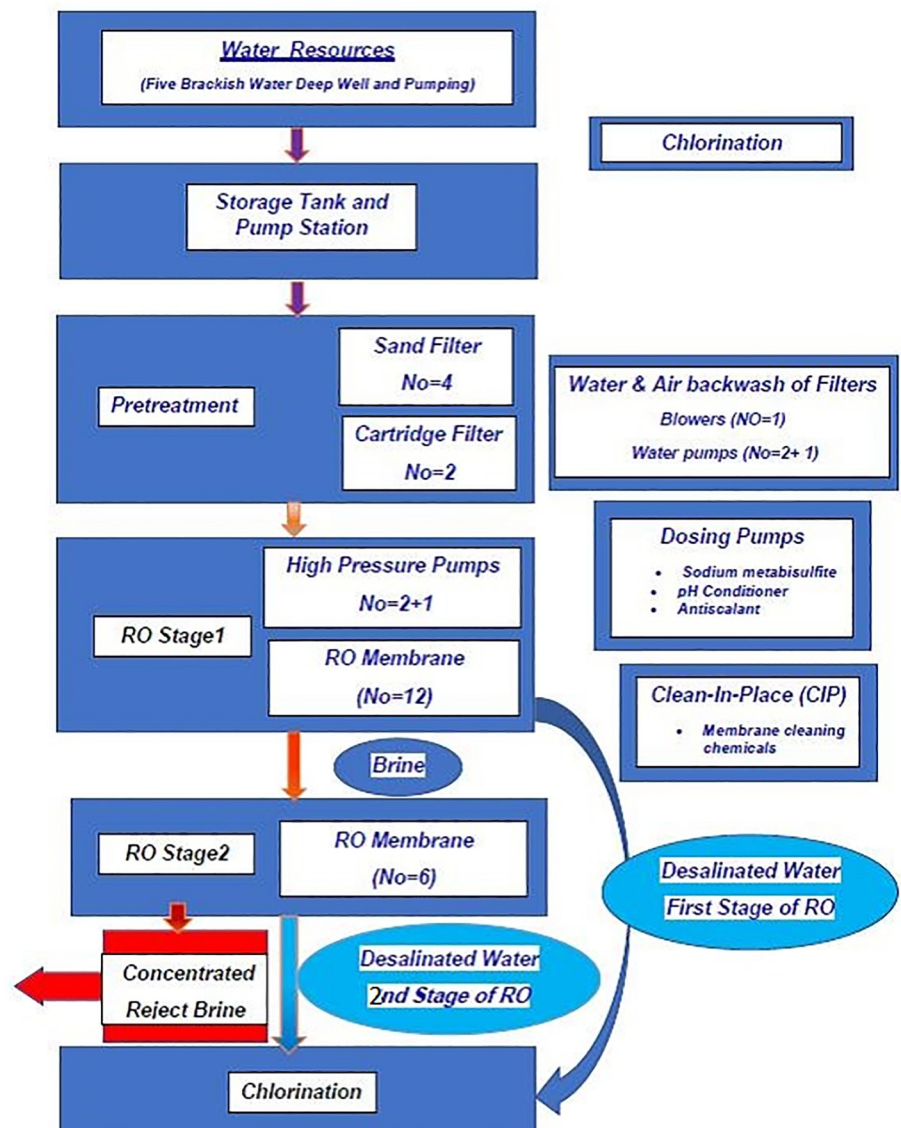 Water Resources
(Five Brackish Water Deep Well and Pumping)
Chlorination
Storage Tank and
Pump Station
Pretreatment
Sand Filter
No=4
Cartridge Filter
No=2
Water & Air backwash of Filters
Blowers (NO=1)
Water pumps (No=2+ 1)
Dosing Pumps
• Sodium metabisulfite
• pH Conditioner
• Antiscalant
RO Stage1
High Pressure Pumps
No=2+1
RO Membrane
(No=12)
Clean-In-Place (CIP)
• Membrane cleaning
chemicals
Brine
RO Stage2
RO Membrane
(No=6)
Desalinated Water
First Stage of RO
Concentrated
Reject Brine
Desalinated Water
2nd Stage of RO
Chlorination